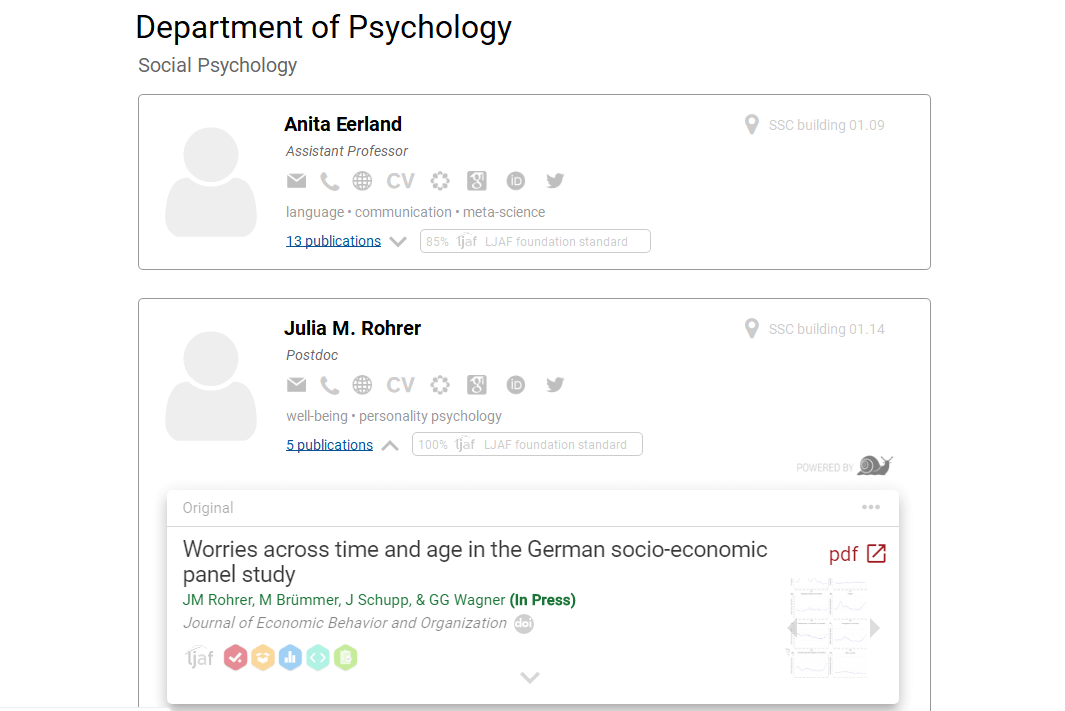 Department of Psychology
Social Psychology
Anita Eerland
SSC building 01.09
Assistant Professor
CV
language • communication • meta-science
13 publications
85% ljaf LJAF foundation standard
Julia M. Rohrer
SSC building 01.14
Postdoc
CV
well-being • personality psychology
5 publications
100% ljaf LJAF foundation standard
POWERED BY
Original
Worries across time and age in the German socio-economic
panel study
pdf
JM Rohrer, M Brümmer, J Schupp, & GG Wagner (In Press)
Journal of Economic Behavior and Organization doi
ljaf